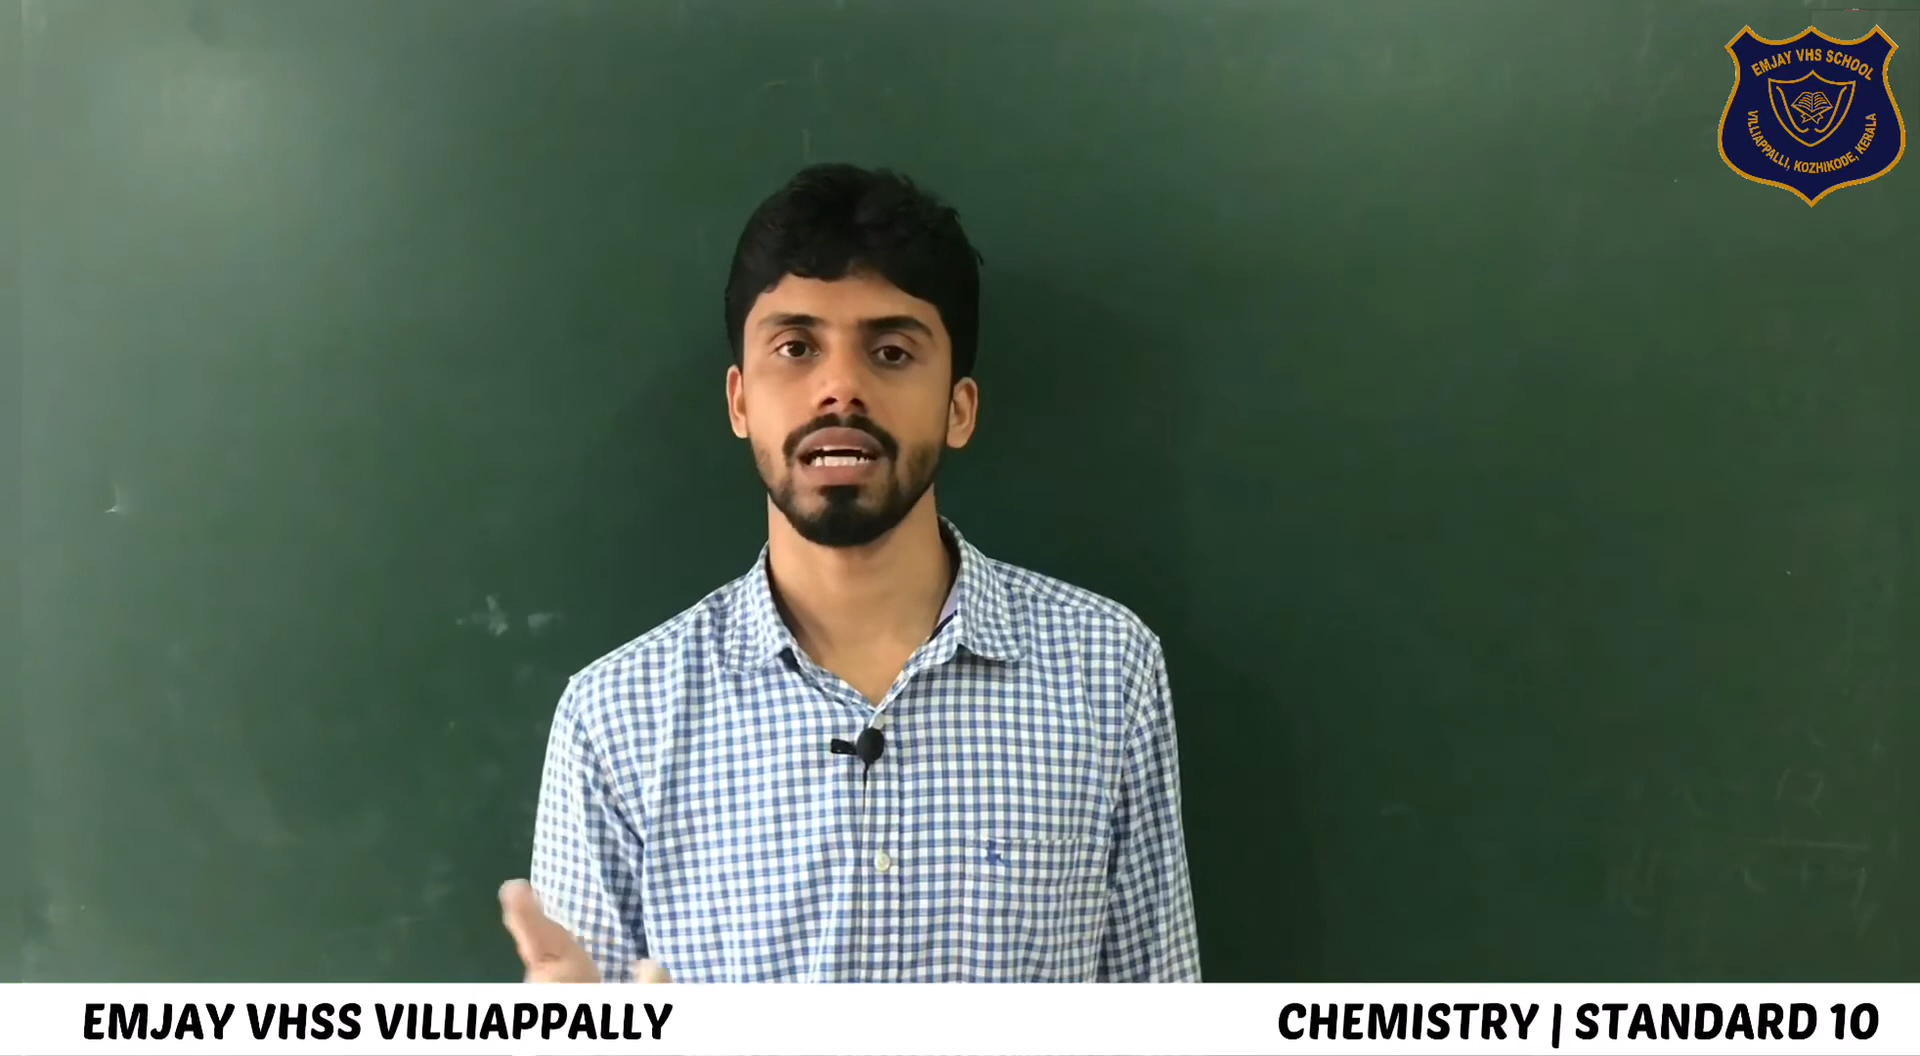 EMJAY VHS SCHOOL
VILLIAPPALLI, KOZHIKODE, KERALA
EMJAY VHSS VILLIAPPALLY
CHEMISTRY | STANDARD 10